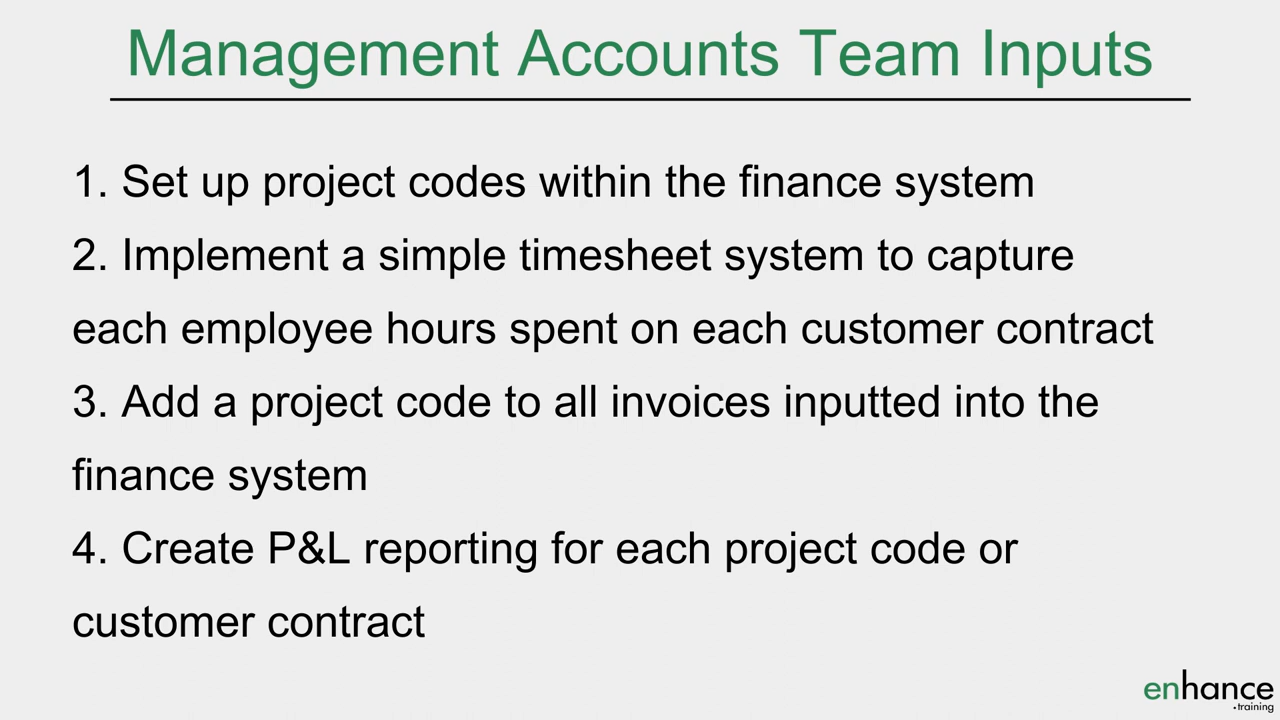 Management Accounts Team Inputs
1. Set up project codes within the finance system
2. Implement a simple timesheet system to capture
each employee hours spent on each customer contract
3. Add a project code to all invoices inputted into the
finance system
4. Create P&L reporting for each project code or
customer contract
enhance
.training